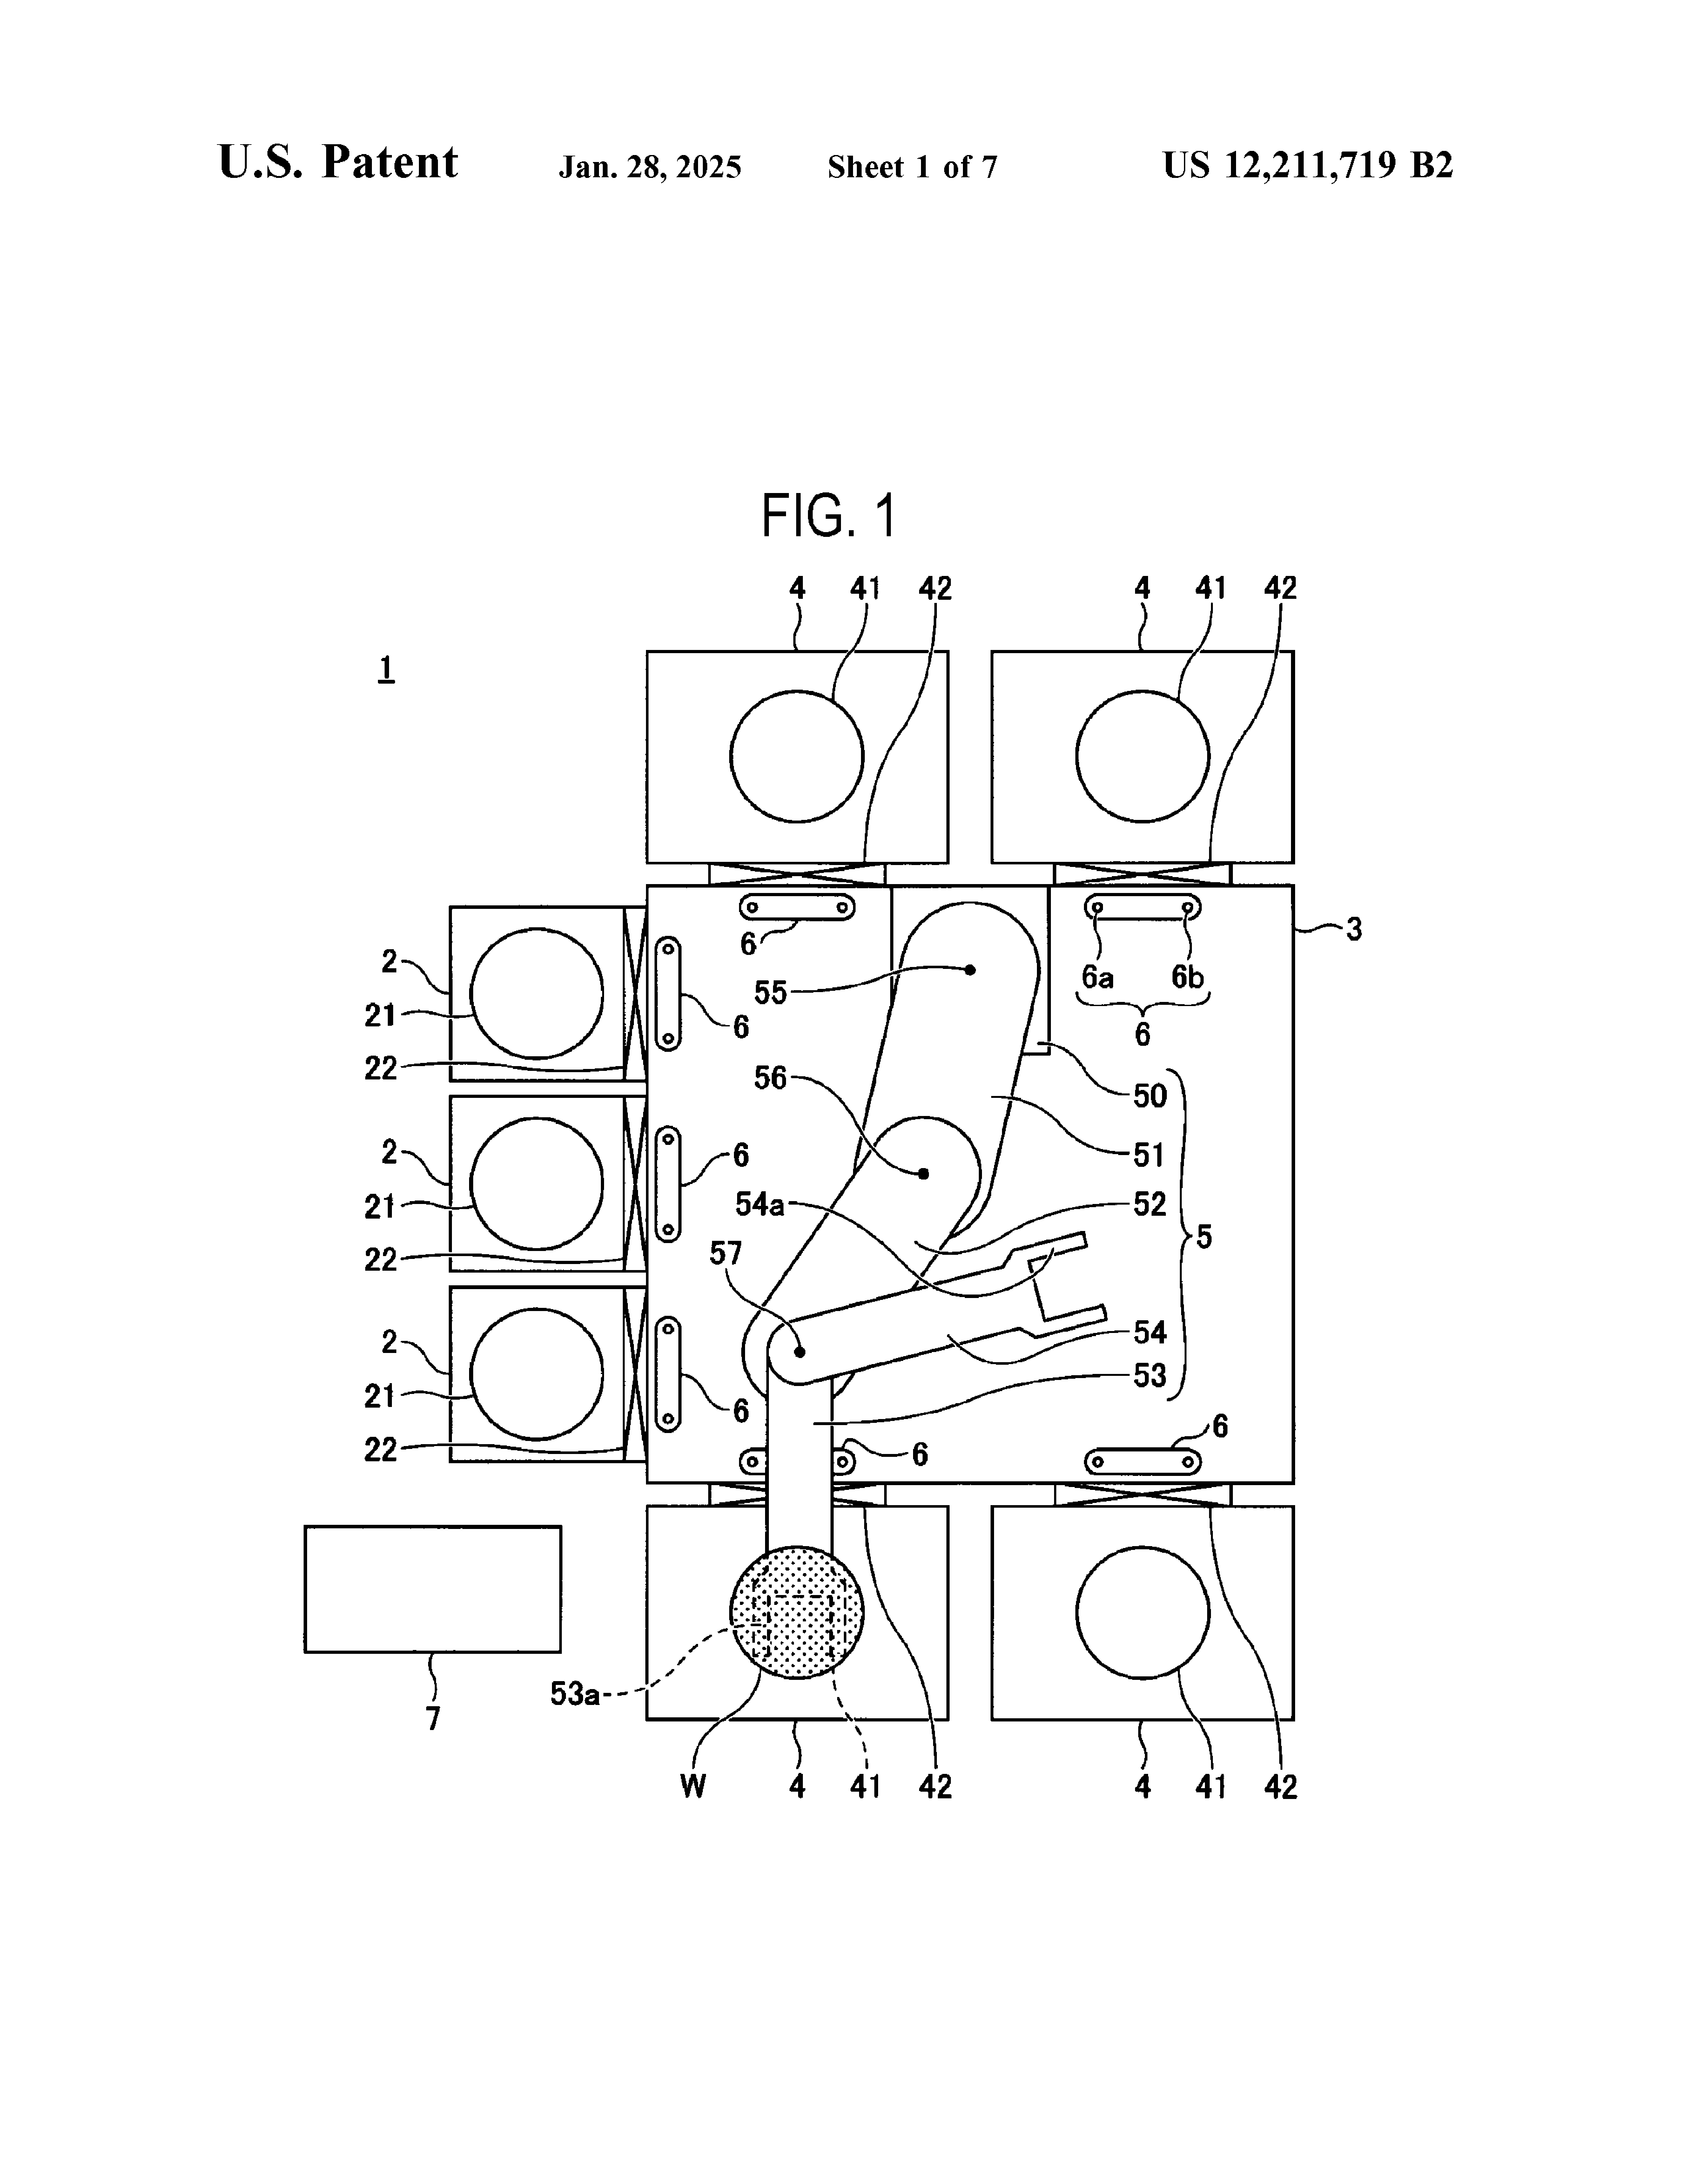 U.S. Patent Jan. 28, 2025 Sheet 1 of 7 US 12,211,719 B2
FIG. 1
4 41 42 4 41 42
1
3
6
2 55 6a 6b
21 6 6
22 56 50
2 6 51
21 54a 52
22 57 5
2 54
21 6 53
22 6 6
53a
7
W 4 41 42 4 41 42